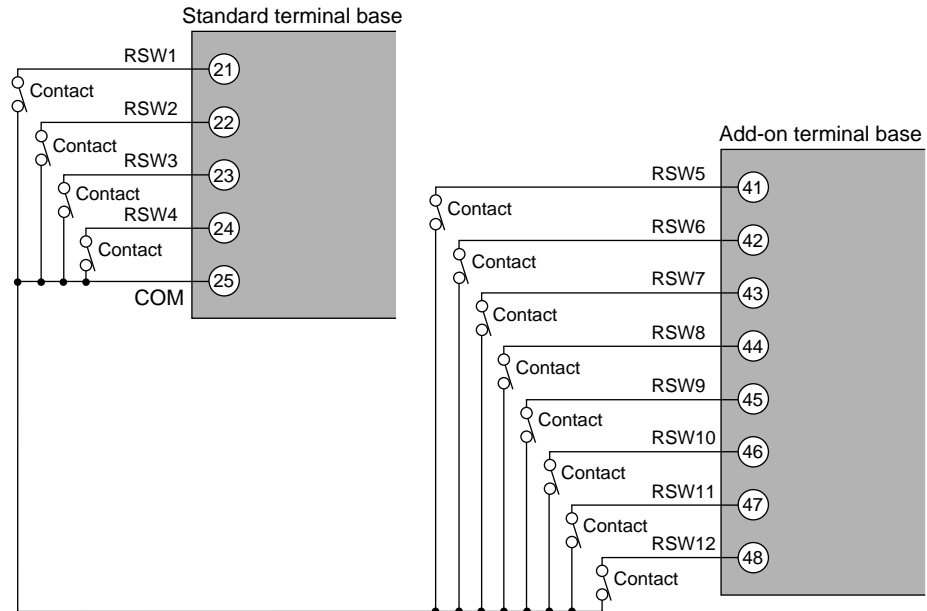 Standard terminal base
RSW1
21
Contact
RSW2
22
Contact
RSW3
23
Contact
RSW4
24
Contact
25
COM
Add-on terminal base
RSW5
41
Contact
RSW6
42
Contact
RSW7
43
Contact
RSW8
44
Contact
RSW9
45
Contact
RSW10
46
Contact
RSW11
47
Contact
RSW12
48
Contact